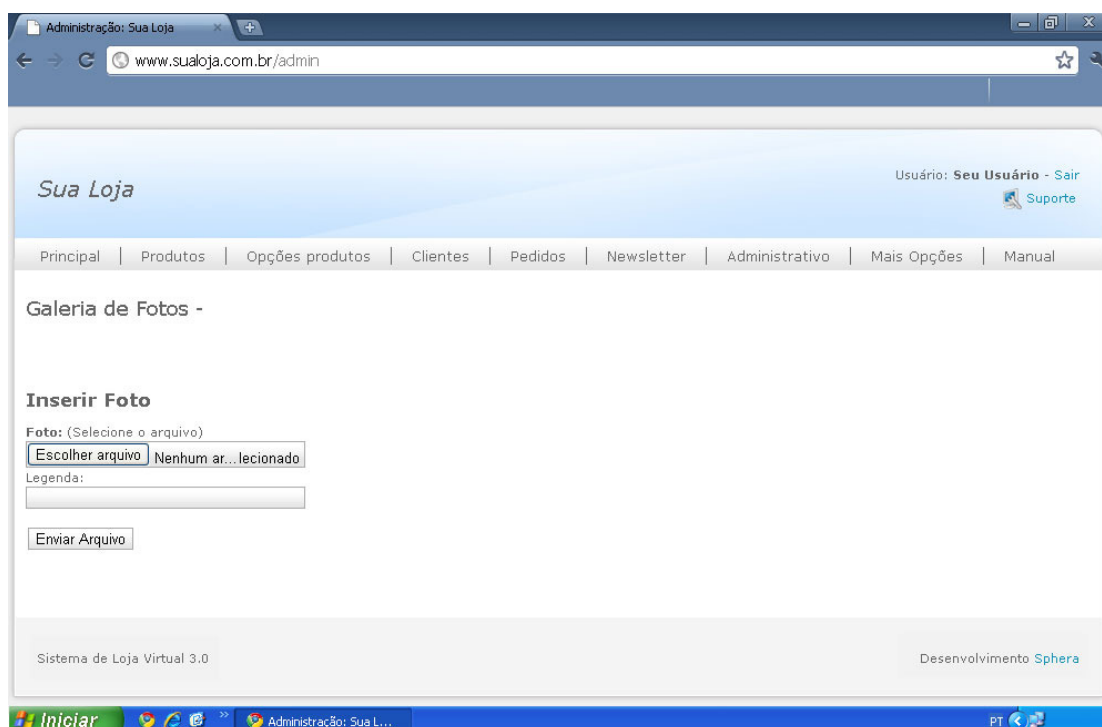 Administração: Sua Loja
www.sualoja.com.br/admin
Sua Loja
Usuário: Seu Usuário - Sair
Suporte
Principal | Produtos | Opções produtos | Clientes | Pedidos | Newsletter | Administrativo | Mais Opções | Manual
Galeria de Fotos -
Inserir Foto
Foto: (Selecione o arquivo)
Escolher arquivo Nenhum ar...lecionado
Legenda:
Enviar Arquivo
Sistema de Loja Virtual 3.0
Desenvolvimento Sphera
Iniciar
Administração: Sua L...
PT